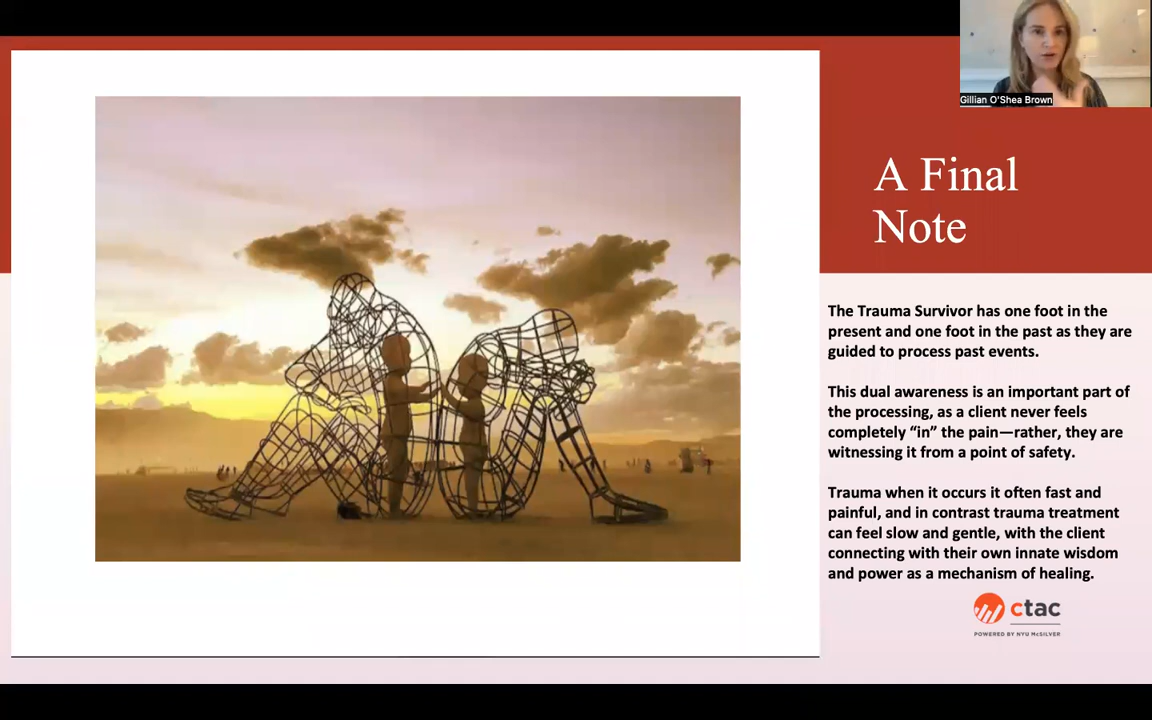 Gillian O'Shea Brown
A Final
Note
The Trauma Survivor has one foot in the
present and one foot in the past as they are
guided to process past events.
This dual awareness is an important part of
the processing, as a client never feels
completely “in” the pain—rather, they are
witnessing it from a point of safety.
Trauma when it occurs it often fast and
painful, and in contrast trauma treatment
can feel slow and gentle, with the client
connecting with their own innate wisdom
and power as a mechanism of healing.
ctac
POWERED BY NYU McSILVER